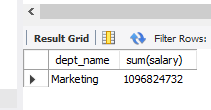 Result Grid Filter Rows:
dept_name sum(salary)
Marketing 1096824732